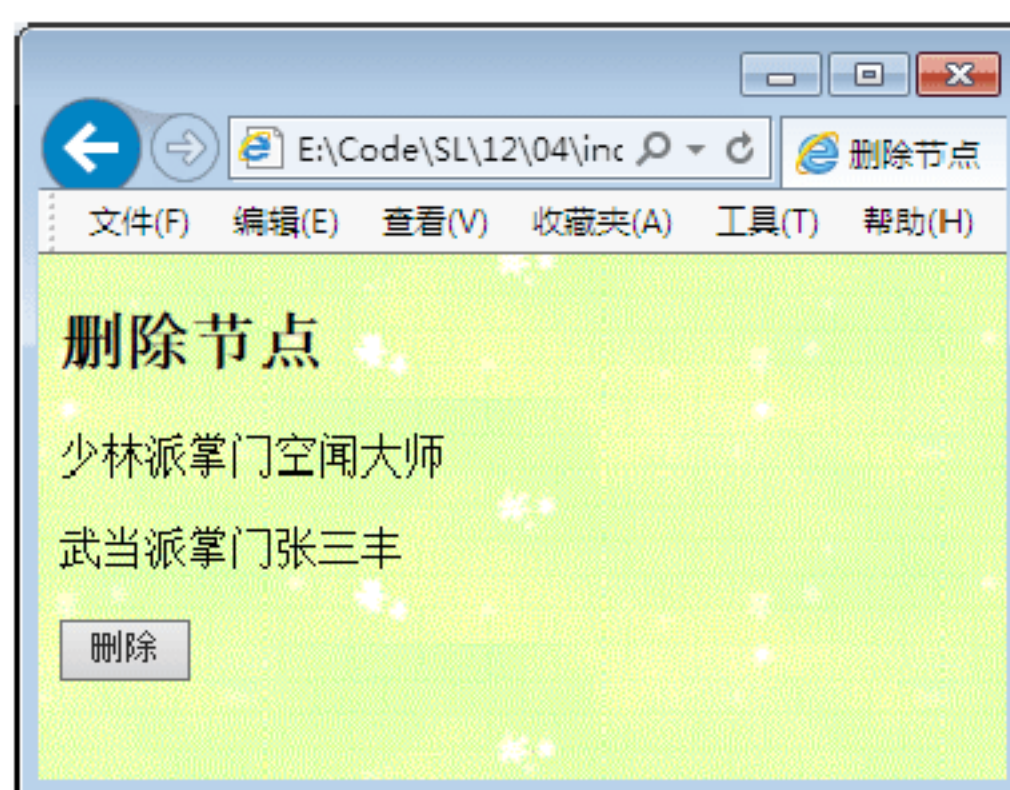 E:\Code\SL\12\04\inc
删除节点
文件(F) 编辑(E) 查看(V) 收藏夹(A) 工具(T) 帮助(H)
删除节点
少林派掌门空闻大师
武当派掌门张三丰
删除